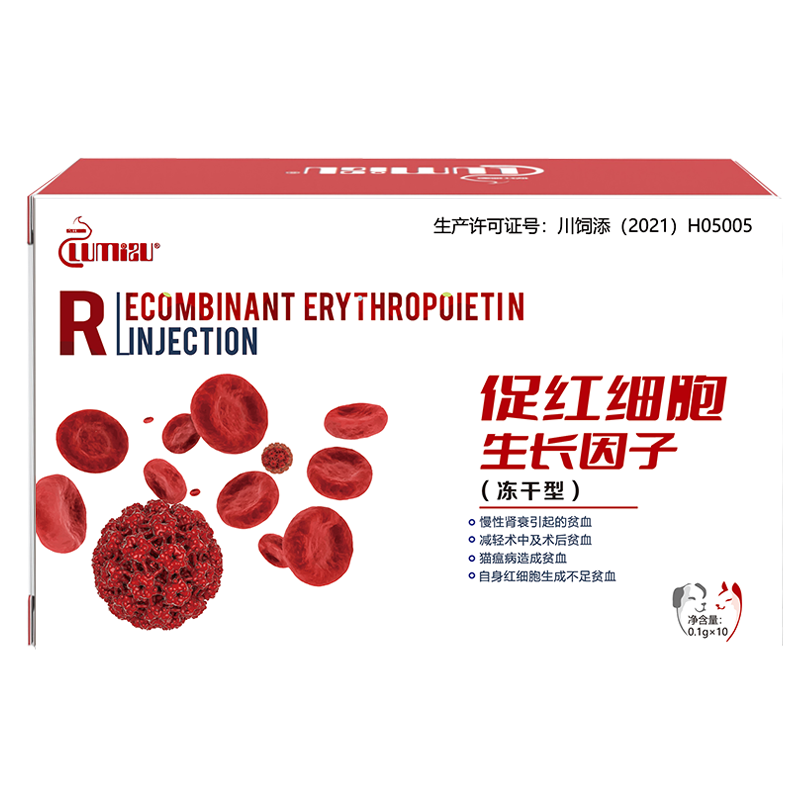 LUMIZU®
生产许可证号：川饲添（2021）H05005
RECOMBINANT ERYTHROPOIETIN
INJECTION
促红细胞
生长因子
（冻干型）
慢性肾衰引起的贫血
减轻术中及术后贫血
猫瘟病造成贫血
自身红细胞生成不足贫血
净含量：
0.1g×10